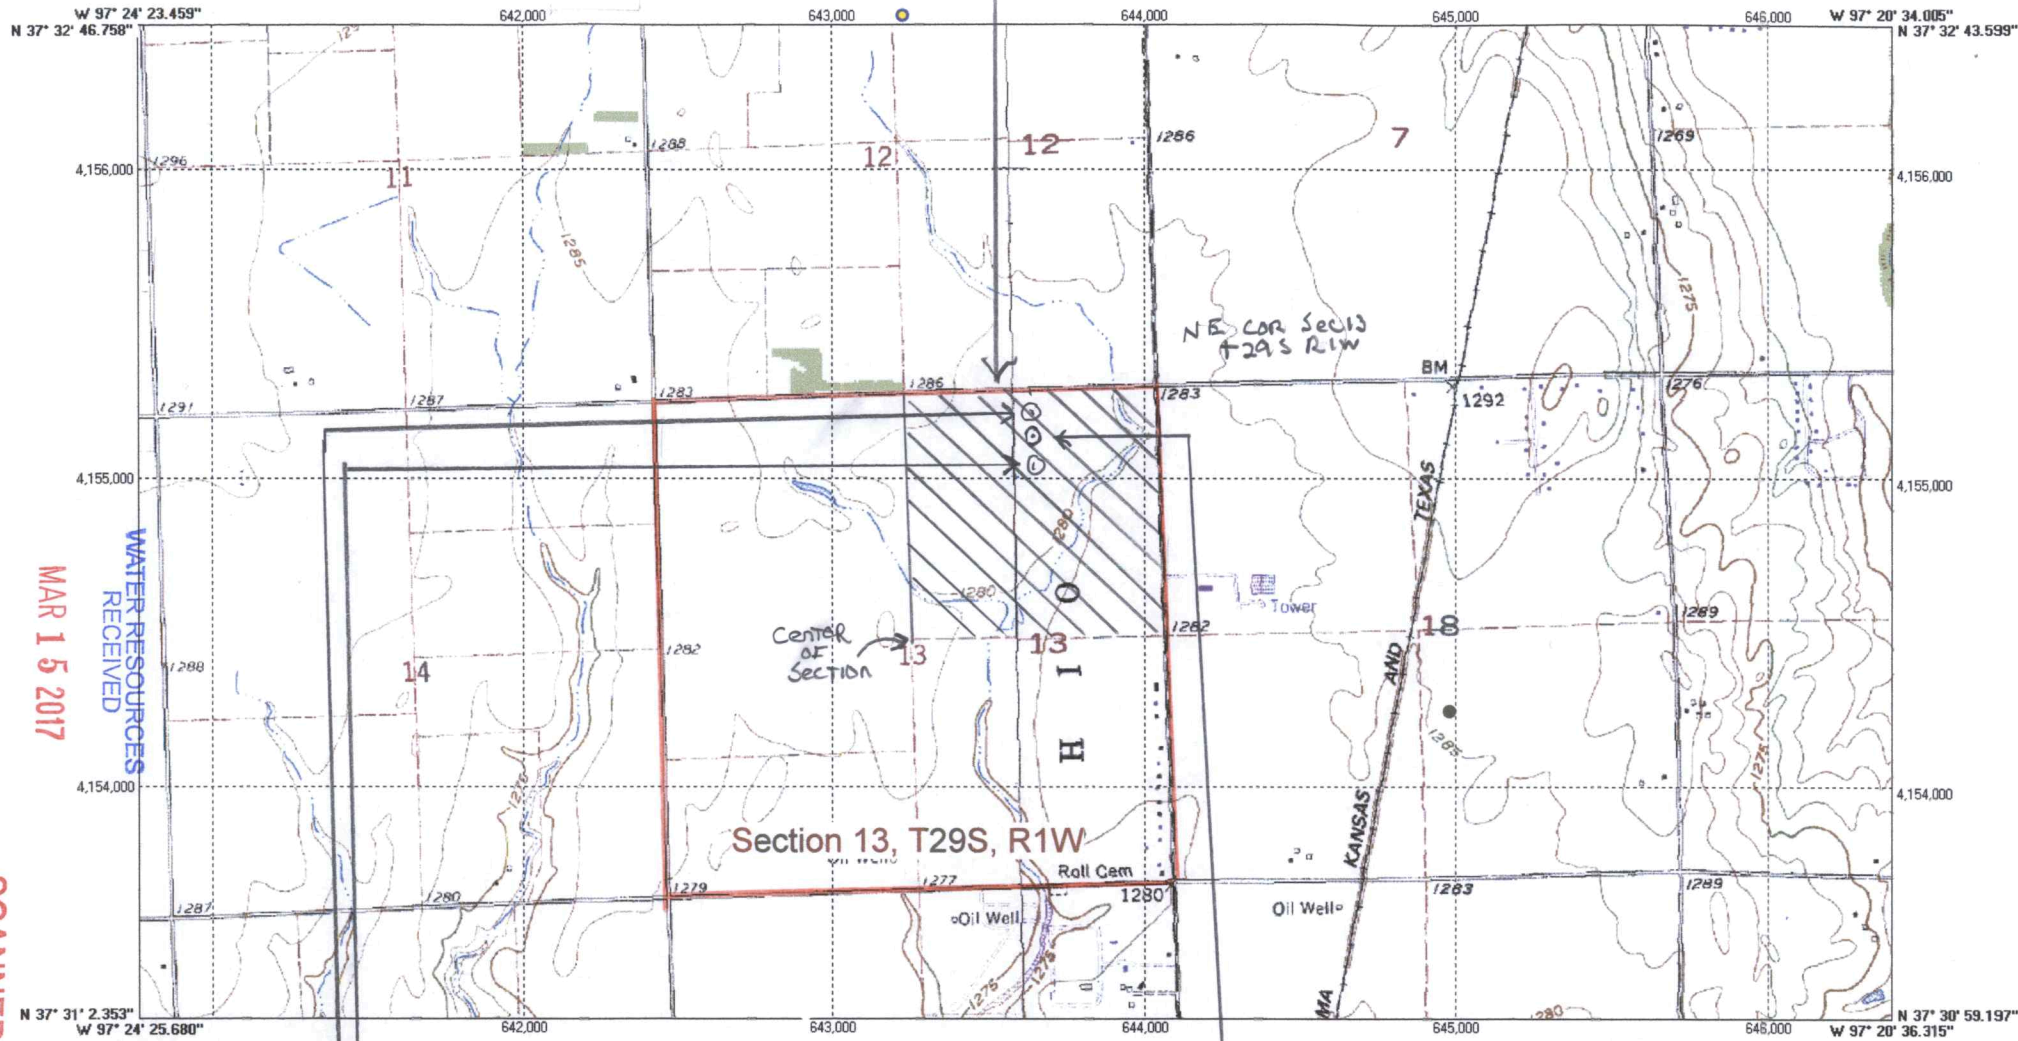 W 97° 24' 23.459"
N 37° 32' 46.758"
642,000
643,000
644,000
645,000
646,000
W 97° 20' 34.005"
N 37° 32' 43.599"
1296
11
1288
12
12
1286
7
1269
4,156,000
4,156,000
1285
1275
NE COR Sec 13
T29S R1W
BM
1291
1287
1283
1286
1283
1292
1276
4,155,000
4,155,000
TEXAS
1280
1280
O
Tower
1282
18
1289
WATER RESOURCES
RECEIVED
MAR 15 2017
CENTER
OF
SECTION
13
13
1288
14
1282
I
AND
1285
H
1275
4,154,000
4,154,000
KANSAS
Section 13, T29S, R1W
Roll Cem
1287
1280
1279
1277
1280
1283
1289
Oil Well
Oil Well
1275
1275
MA
280
N 37° 31' 2.353"
W 97° 24' 25.680"
642,000
643,000
644,000
645,000
646,000
N 37° 30' 59.197"
W 97° 20' 36.315"